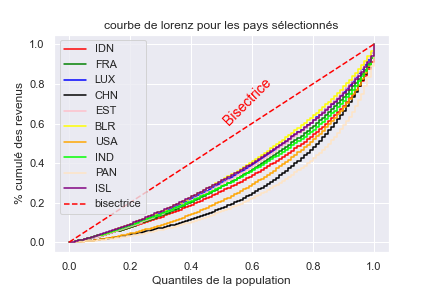 courbe de lorenz pour les pays sélectionnés
1.0
0.8
0.6
0.4
0.2
0.0
% cumulé des revenus
IDN
FRA
LUX
CHN
EST
BLR
USA
IND
PAN
ISL
bisectrice
Bisectrice
0.0 0.2 0.4 0.6 0.8 1.0
Quantiles de la population